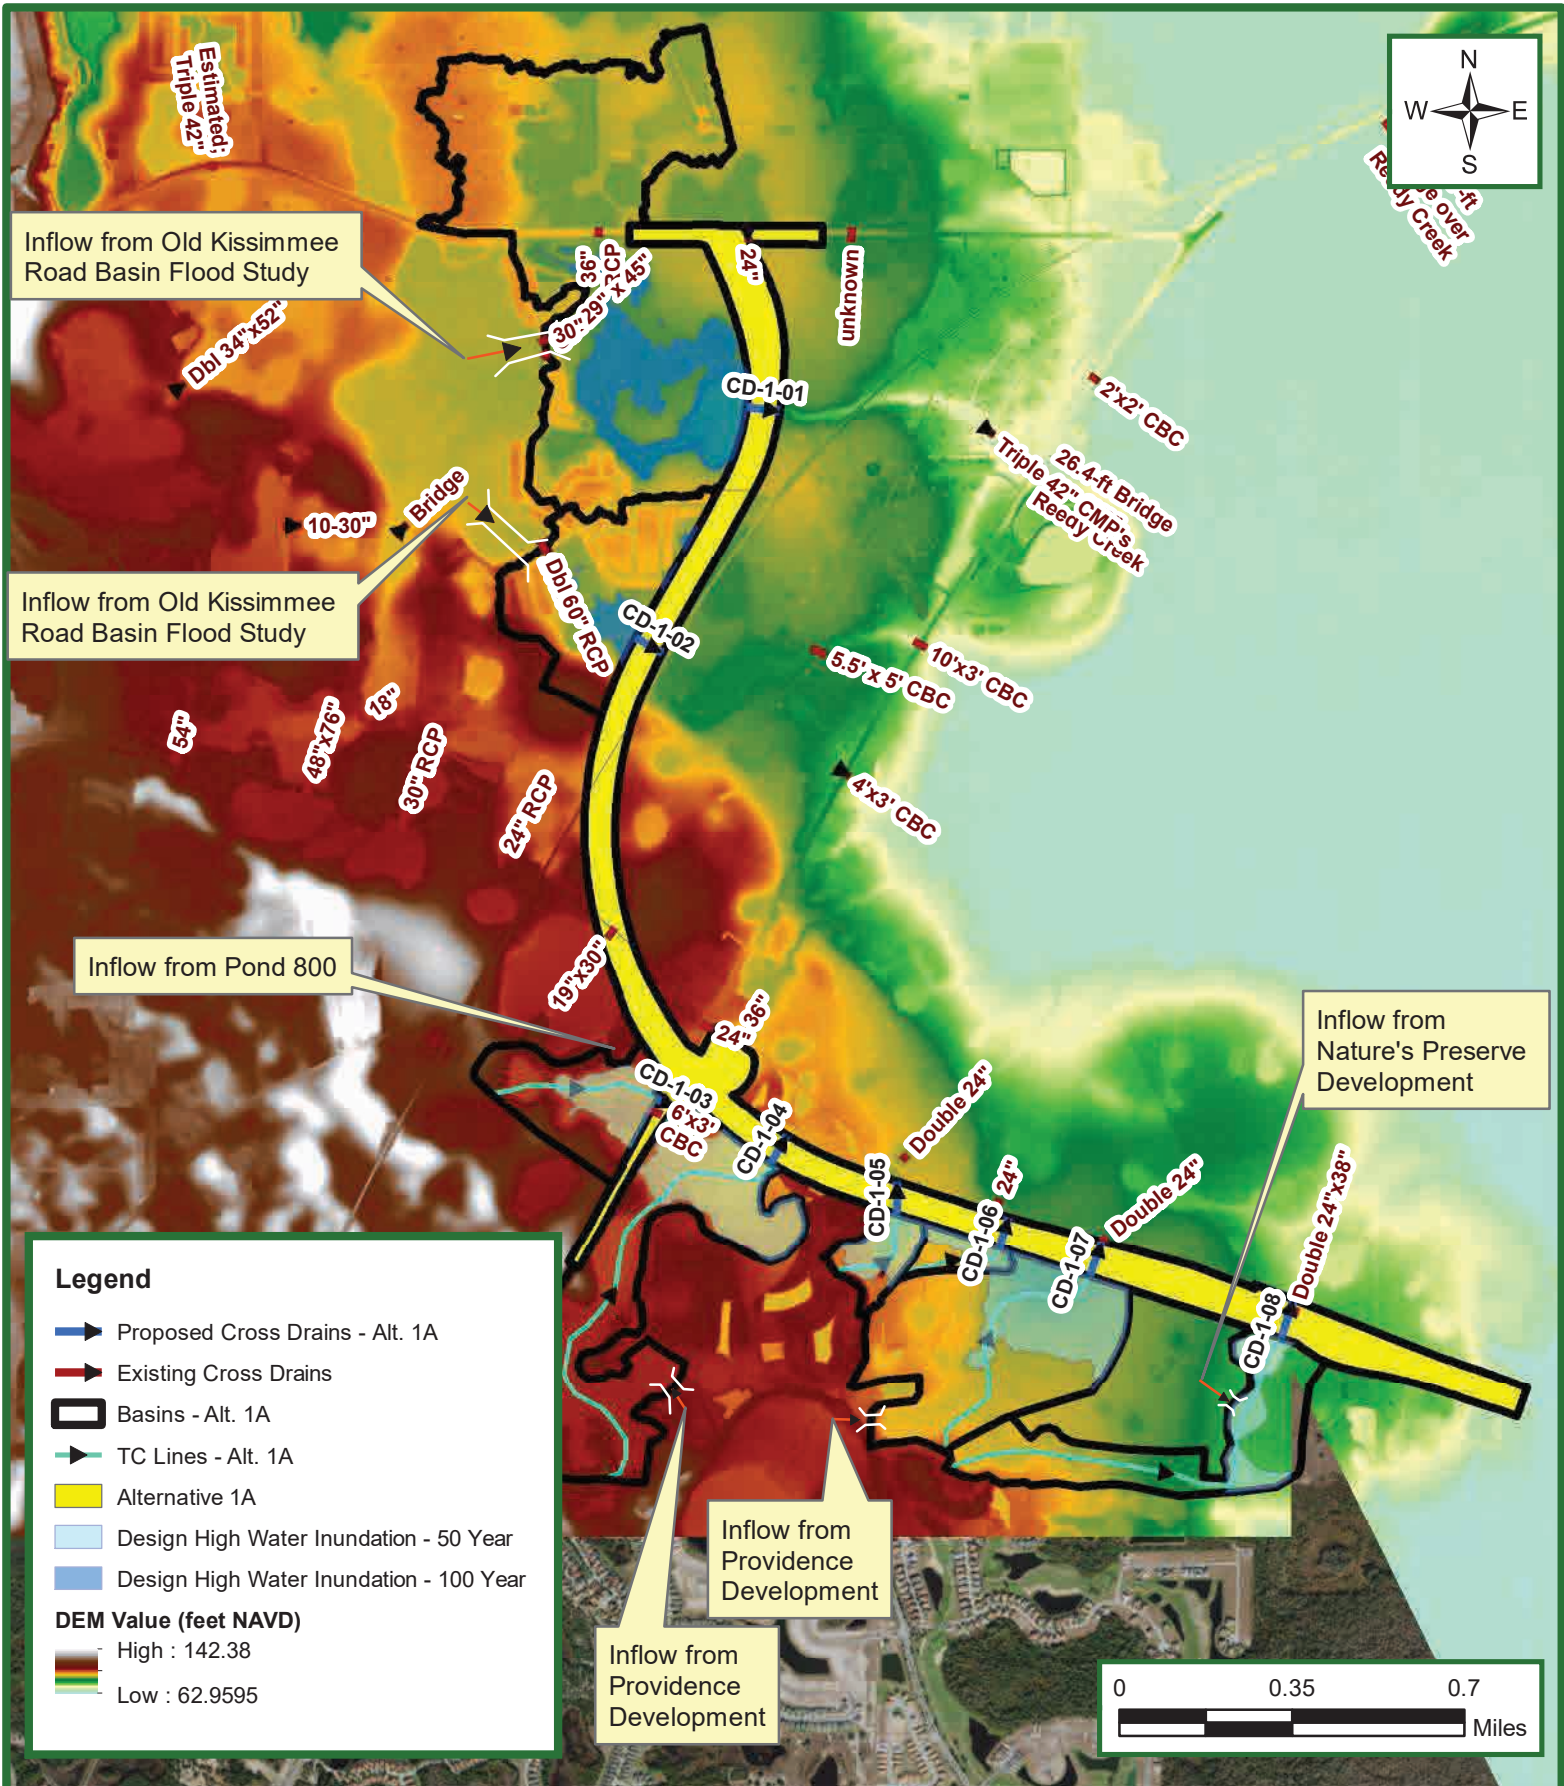 Estimated;
Triple 42"
N
W
E
S
Inflow from Old Kissimmee
Road Basin Flood Study
36"
RCP
30"
29" x 45"
24"
unknown
-ft
over
Reedy Creek
Dbl 34"x52"
CD-1-01
2'x2' CBC
Triple 42" CMP's
26.4-ft Bridge
Reedy Creek
10-30"
Bridge
Inflow from Old Kissimmee
Road Basin Flood Study
Dbl 60" RCP
CD-1-02
5.5' x 5' CBC
10'x3' CBC
54"
48"x76"
18"
30" RCP
24" RCP
4'x3' CBC
19"x30"
Inflow from Pond 800
24"
36"
CD-1-03
6'x3'
CBC
CD-1-04
Double 24"
CD-1-05
CD-1-06
24"
CD-1-07
Double 24"
CD-1-08
Double 24"x38"
Inflow from
Nature's Preserve
Development
Legend
Proposed Cross Drains - Alt. 1A
Existing Cross Drains
Basins - Alt. 1A
TC Lines - Alt. 1A
Alternative 1A
Design High Water Inundation - 50 Year
Design High Water Inundation - 100 Year
DEM Value (feet NAVD)
High : 142.38
Low : 62.9595
Inflow from
Providence
Development
Inflow from
Providence
Development
0
0.35
0.7
Miles